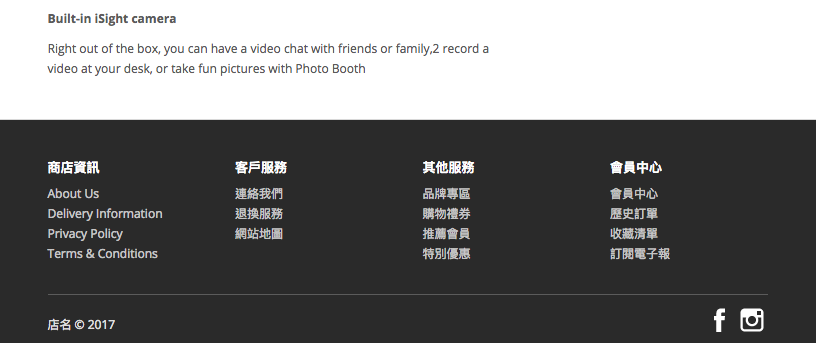 Built-in iSight camera
Right out of the box, you can have a video chat with friends or family,2 record a
video at your desk, or take fun pictures with Photo Booth
商店資訊
About Us
Delivery Information
Privacy Policy
Terms & Conditions
客戶服務
連絡我們
退換服務
網站地圖
其他服務
品牌專區
購物禮券
推薦會員
特別優惠
會員中心
會員中心
歷史訂單
收藏清單
訂閱電子報
店名 © 2017